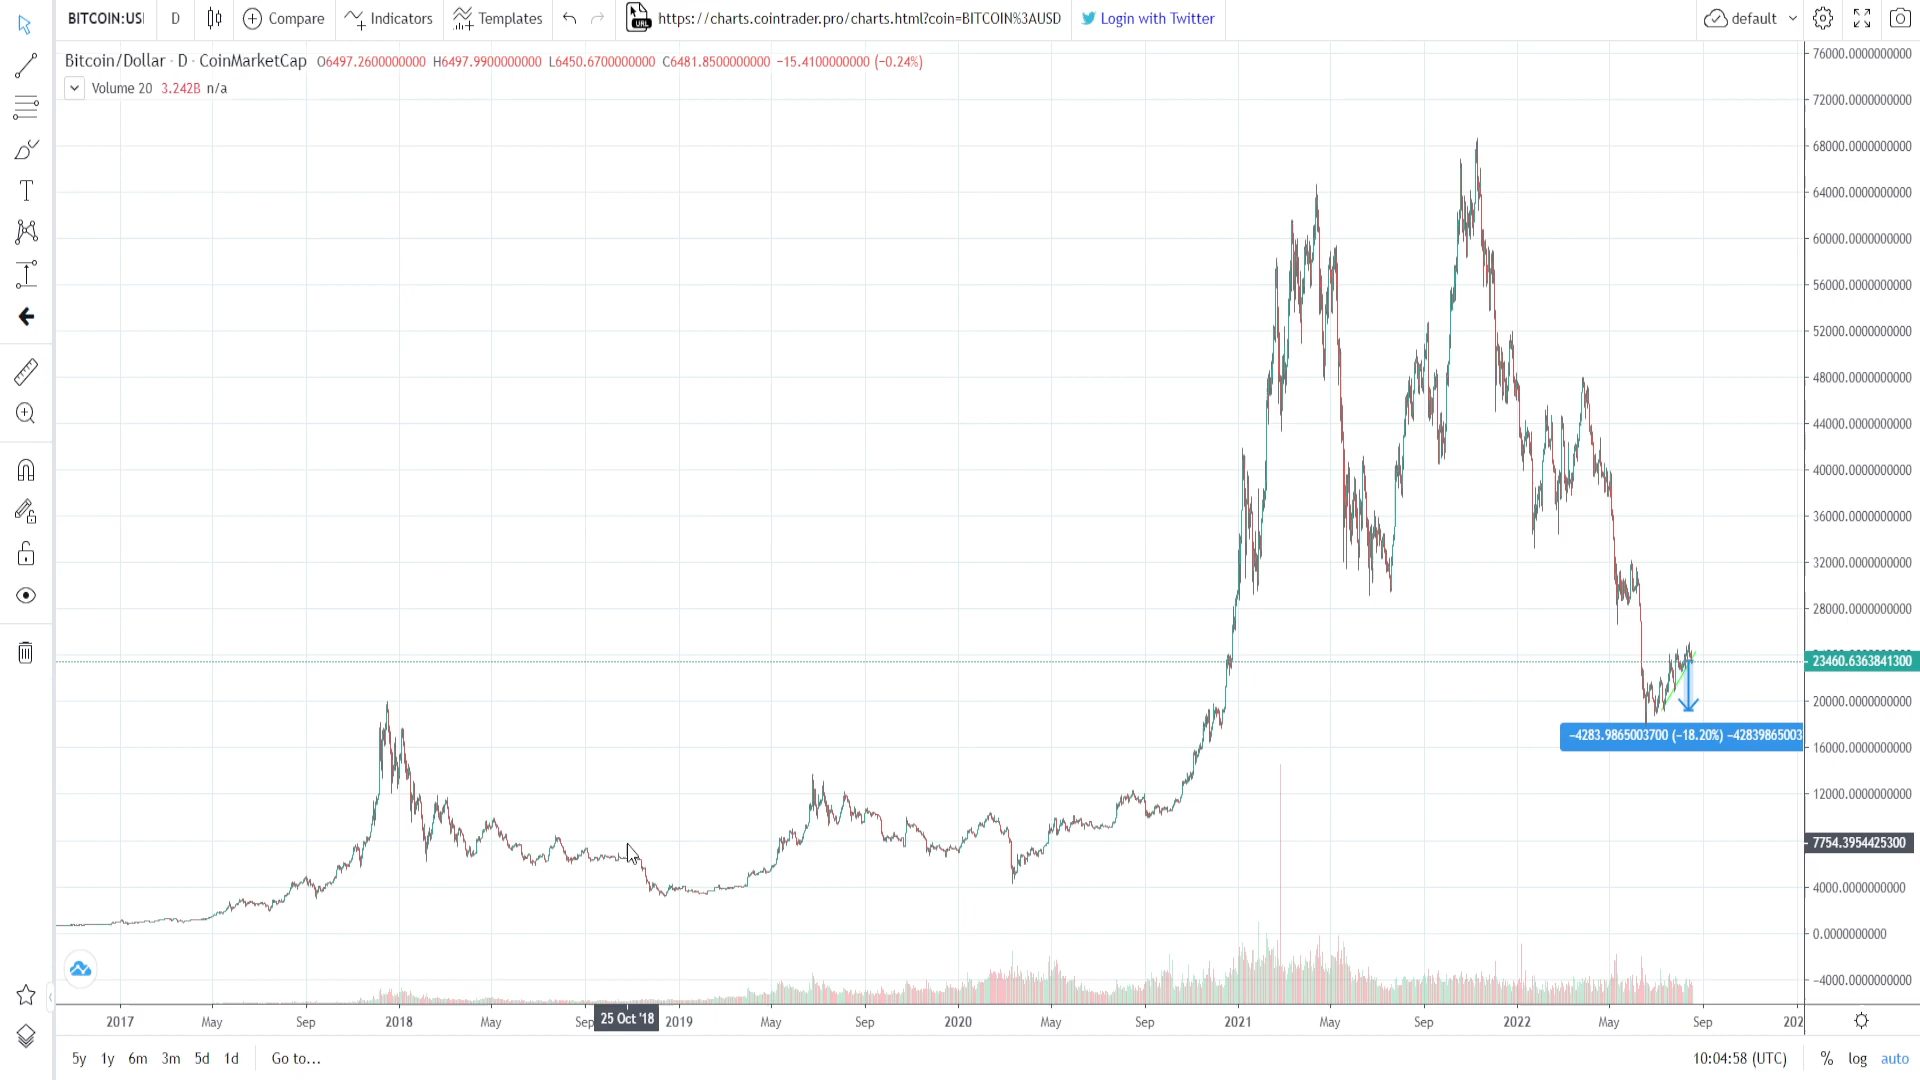 BITCOIN:US
D
Compare
Indicators
Templates
URL
https://charts.cointrader.pro/charts.html?coin=BITCOIN%3AUSD
Login with Twitter
default
Bitcoin/Dollar · D · CoinMarketCap O6497.2600000000 H6497.9900000000 L6450.6700000000 C6481.8500000000 −15.4100000000 (−0.24%)
Volume 20 3.242B n/a
76000.0000000000
72000.0000000000
68000.0000000000
64000.0000000000
60000.0000000000
56000.0000000000
52000.0000000000
48000.0000000000
44000.0000000000
40000.0000000000
36000.0000000000
32000.0000000000
28000.0000000000
23460.6363841300
20000.0000000000
−4283.9865003700 (−18.20%) −42839865003
16000.0000000000
12000.0000000000
7754.3954425300
4000.0000000000
0.0000000000
−4000.0000000000
2017 May Sep 2018 May Sep 25 Oct '18 2019 May Sep 2020 May Sep 2021 May Sep 2022 May Sep 202
5y 1y 6m 3m 5d 1d Go to...
10:04:58 (UTC) % log auto